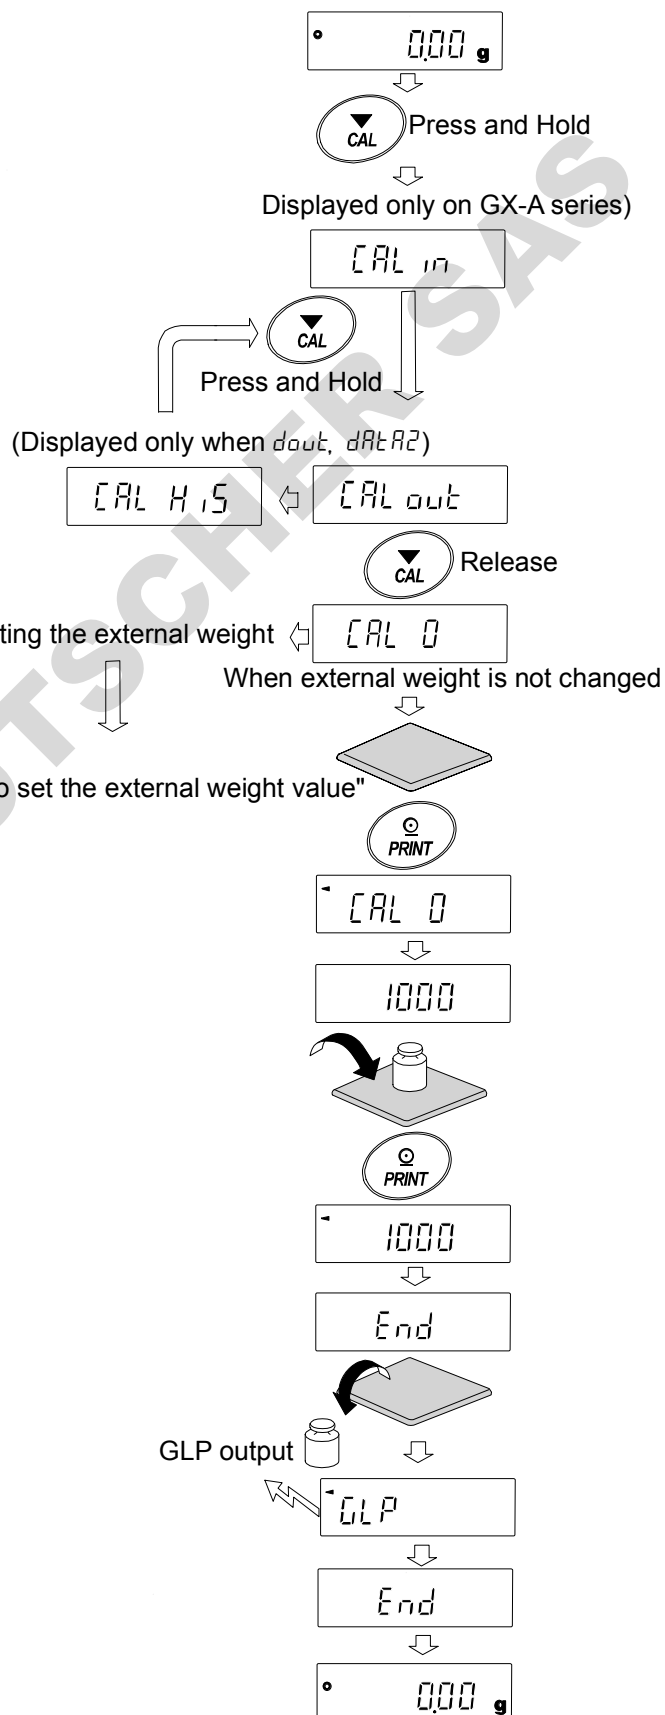 0.00 g
CAL
Press and Hold
Displayed only on GX-A series)
CAL in
CAL
Press and Hold
(Displayed only when dout, dAtA2)
CAL HiS
CAL out
CAL
Release
ting the external weight
CAL 0
When external weight is not changed
o set the external weight value"
PRINT
CAL 0
1000
PRINT
1000
End
GLP output
GLP
End
0.00 g